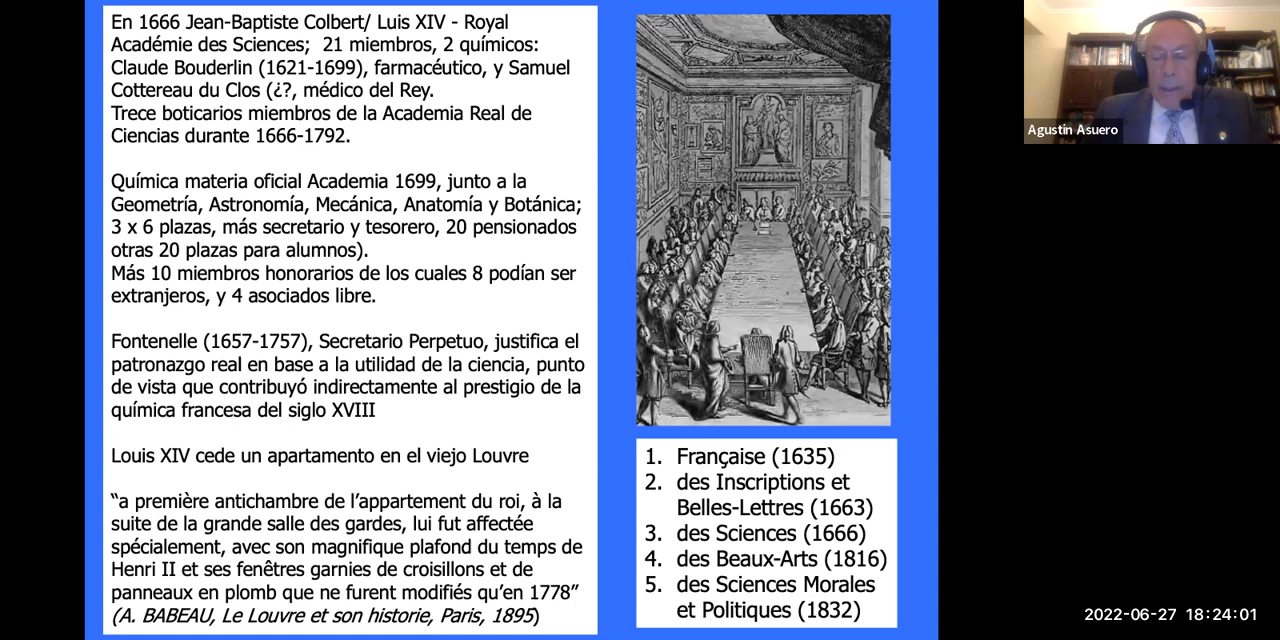 En 1666 Jean-Baptiste Colbert/ Luis XIV - Royal
Académie des Sciences;  21 miembros, 2 químicos:
Claude Bouderlin (1621-1699), farmacéutico, y Samuel
Cottereau du Clos (¿?, médico del Rey.
Trece boticarios miembros de la Academia Real de
Ciencias durante 1666-1792.
Química materia oficial Academia 1699, junto a la
Geometría, Astronomía, Mecánica, Anatomía y Botánica;
3 x 6 plazas, más secretario y tesorero, 20 pensionados
otras 20 plazas para alumnos).
Más 10 miembros honorarios de los cuales 8 podían ser
extranjeros, y 4 asociados libre.
Fontenelle (1657-1757), Secretario Perpetuo, justifica el
patronazgo real en base a la utilidad de la ciencia, punto
de vista que contribuyó indirectamente al prestigio de la
química francesa del siglo XVIII
Louis XIV cede un apartamento en el viejo Louvre
“a première antichambre de l’appartement du roi, à la
suite de la grande salle des gardes, lui fut affectée
spécialement, avec son magnifique plafond du temps de
Henri II et ses fenêtres garnies de croisillons et de
panneaux en plomb que ne furent modifiés qu’en 1778”
(A. BABEAU, Le Louvre et son historie, Paris, 1895)
1. Française (1635)
2. des Inscriptions et
Belles-Lettres (1663)
3. des Sciences (1666)
4. des Beaux-Arts (1816)
5. des Sciences Morales
et Politiques (1832)
Agustín Asuero
2022-06-27 18:24:01